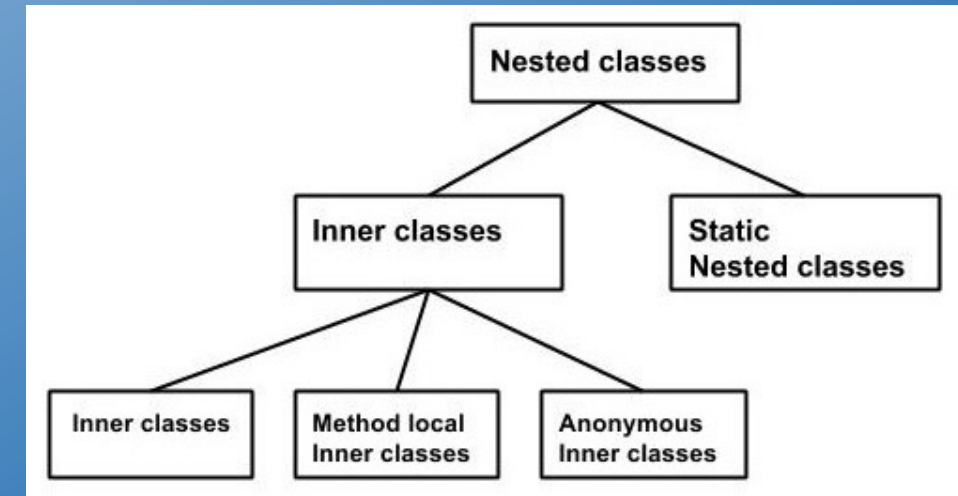 Nested classes
Inner classes
Static
Nested classes
Inner classes
Method local
Inner classes
Anonymous
Inner classes